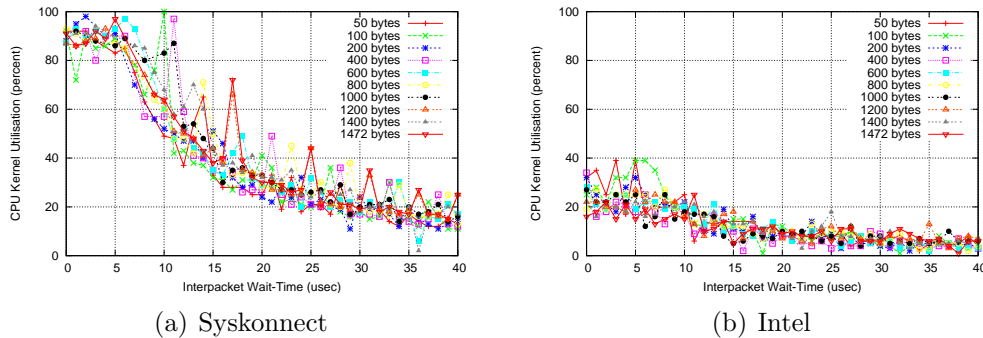 CPU Kernel Utilisation (percent)
100
80
60
40
20
0
0 5 10 15 20 25 30 35 40
Interpacket Wait-Time (usec)
50 bytes
100 bytes
200 bytes
400 bytes
600 bytes
800 bytes
1000 bytes
1200 bytes
1400 bytes
1472 bytes
(a) Syskonnect
CPU Kernel Utilisation (percent)
100
80
60
40
20
0
0 5 10 15 20 25 30 35 40
Interpacket Wait-Time (usec)
50 bytes
100 bytes
200 bytes
400 bytes
600 bytes
800 bytes
1000 bytes
1200 bytes
1400 bytes
1472 bytes
(b) Intel